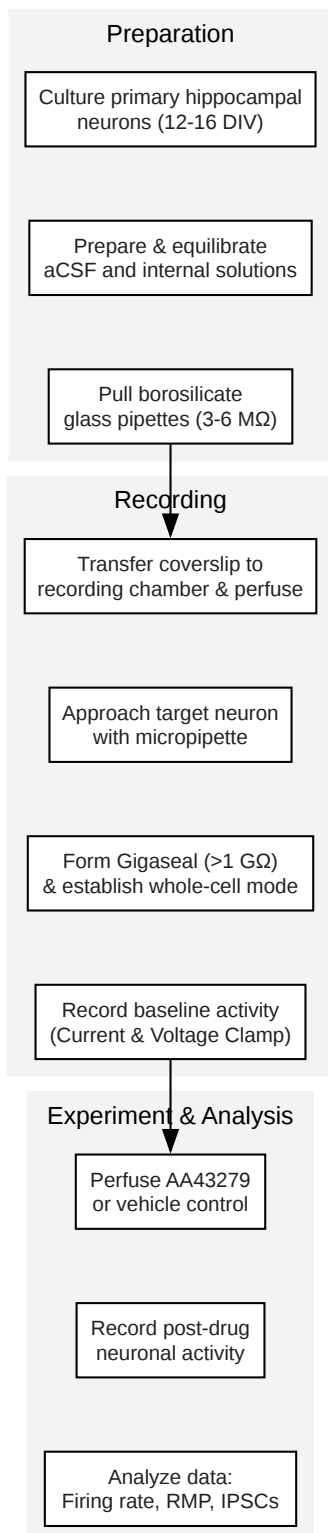 Preparation
Culture primary hippocampal
neurons (12-16 DIV)
Prepare & equilibrate
aCSF and internal solutions
Pull borosilicate
glass pipettes (3-6 MΩ)
Recording
Transfer coverslip to
recording chamber & perfuse
Approach target neuron
with micropipette
Form Gigaseal (>1 GΩ)
& establish whole-cell mode
Record baseline activity
(Current & Voltage Clamp)
Experiment & Analysis
Perfuse AA43279
or vehicle control
Record post-drug
neuronal activity
Analyze data:
Firing rate, RMP, IPSCs